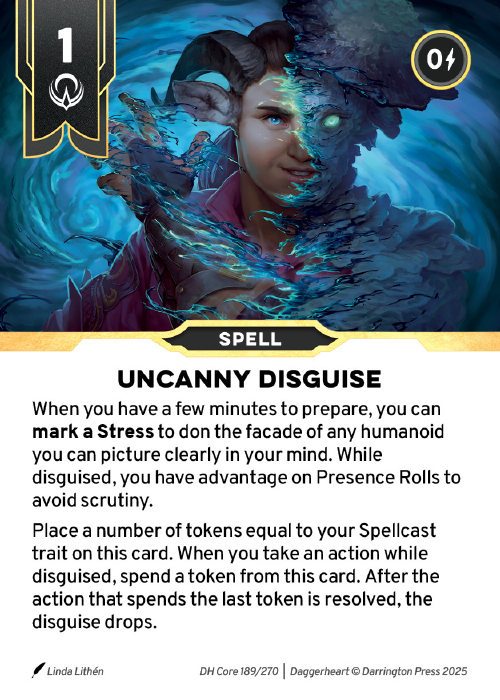 1
0
SPELL
UNCANNY DISGUISE
When you have a few minutes to prepare, you can
mark a Stress to don the facade of any humanoid
you can picture clearly in your mind. While
disguised, you have advantage on Presence Rolls to
avoid scrutiny.
Place a number of tokens equal to your Spellcast
trait on this card. When you take an action while
disguised, spend a token from this card. After the
action that spends the last token is resolved, the
disguise drops.
Linda Lithén DH Core 189/270 | Daggerheart © Darrington Press 2025